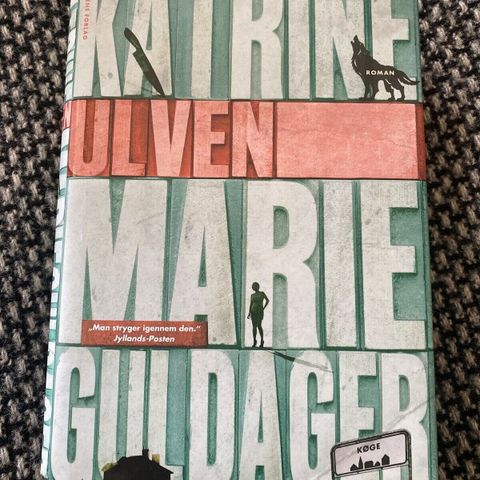 KATRINE
ROMAN
ULVEN
MARIE
„Man stryger igennem den.“
Jyllands-Posten
GULDAGER
KØGE